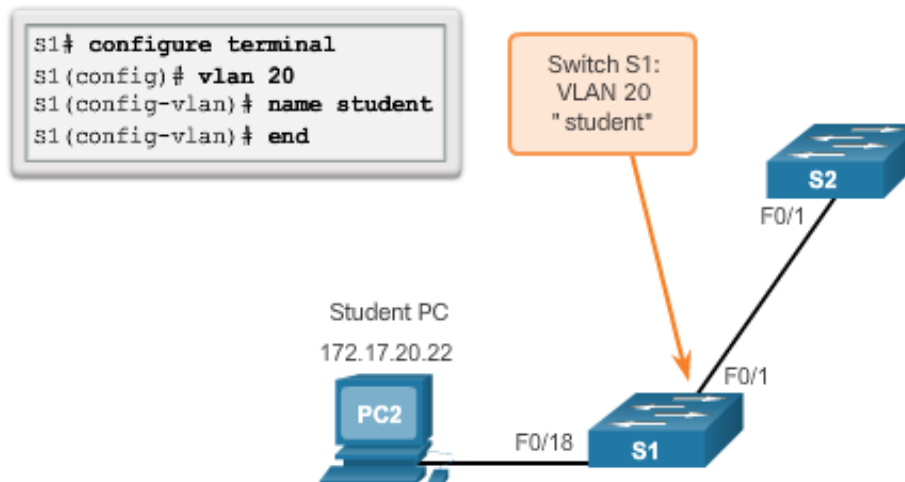 S1# configure terminal
S1(config)# vlan 20
S1(config-vlan)# name student
S1(config-vlan)# end
Switch S1:
VLAN 20
" student"
S2
F0/1
Student PC
172.17.20.22
F0/1
PC2
F0/18
S1